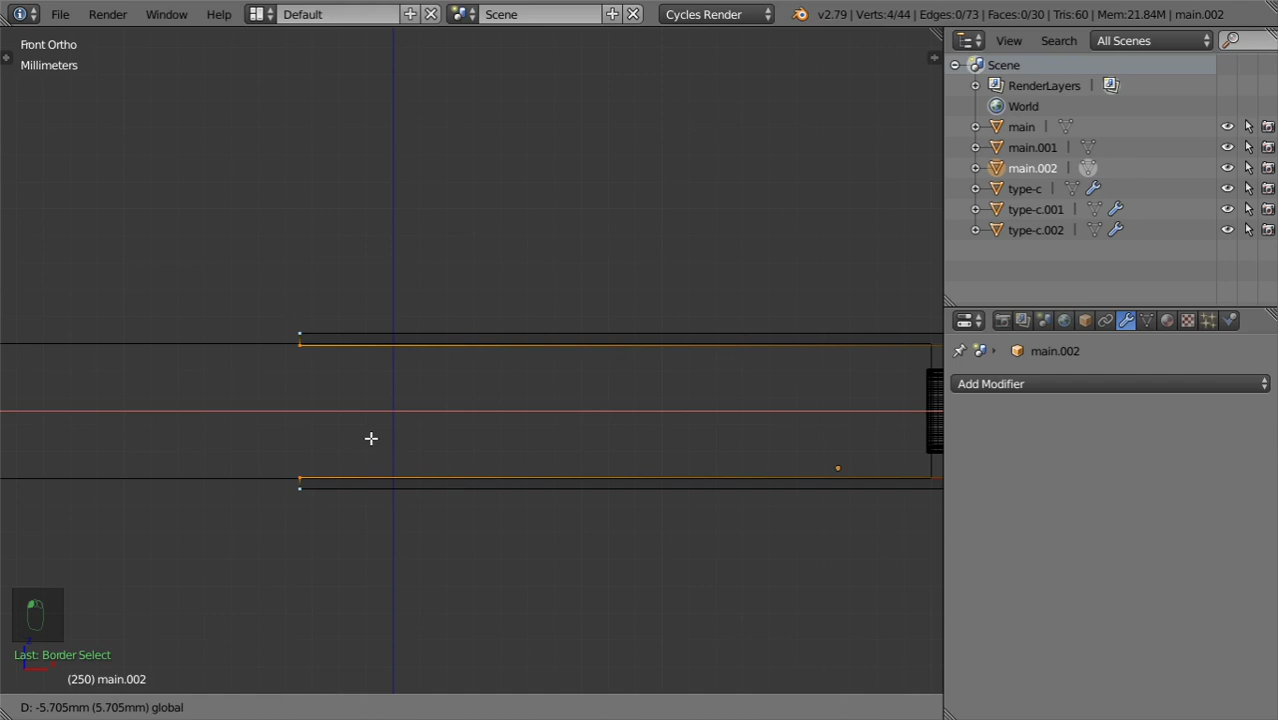 File Render Window Help Default Scene Cycles Render v2.79 | Verts:4/44 | Edges:0/73 | Faces:0/30 | Tris:60 | Mem:21.84M | main.002
Front Ortho
Millimeters
View Search All Scenes
Scene
RenderLayers
World
main
main.001
main.002
type-c
type-c.001
type-c.002
main.002
Add Modifier
Last: Border Select
(250) main.002
D: -5.705mm (5.705mm) global